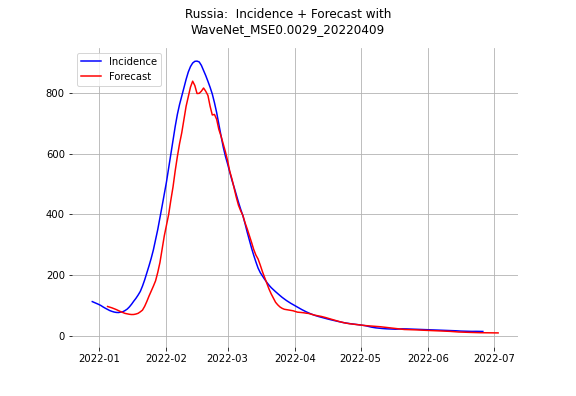 Russia:  Incidence + Forecast with
WaveNet_MSE0.0029_20220409
Incidence
Forecast
800
600
400
200
0
2022-01 2022-02 2022-03 2022-04 2022-05 2022-06 2022-07